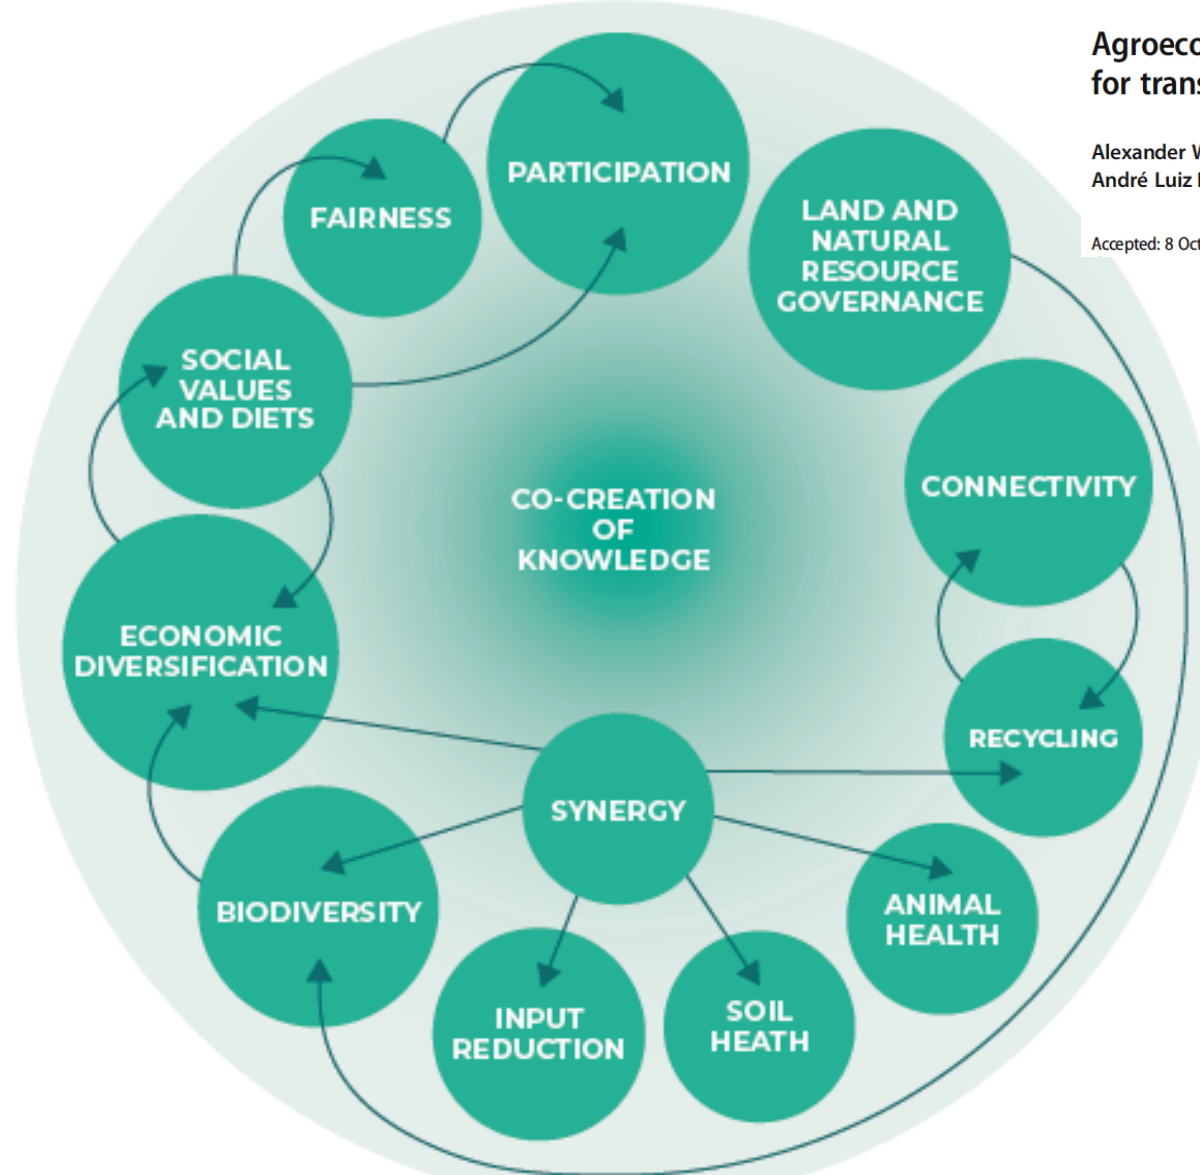 Agroeco
for trans
Alexander W
André Luiz
Accepted: 8 Oct
PARTICIPATION
FAIRNESS
LAND AND
NATURAL
RESOURCE
GOVERNANCE
SOCIAL
VALUES
AND DIETS
CONNECTIVITY
CO-CREATION
OF
KNOWLEDGE
ECONOMIC
DIVERSIFICATION
RECYCLING
SYNERGY
BIODIVERSITY
ANIMAL
HEALTH
INPUT
REDUCTION
SOIL
HEATH